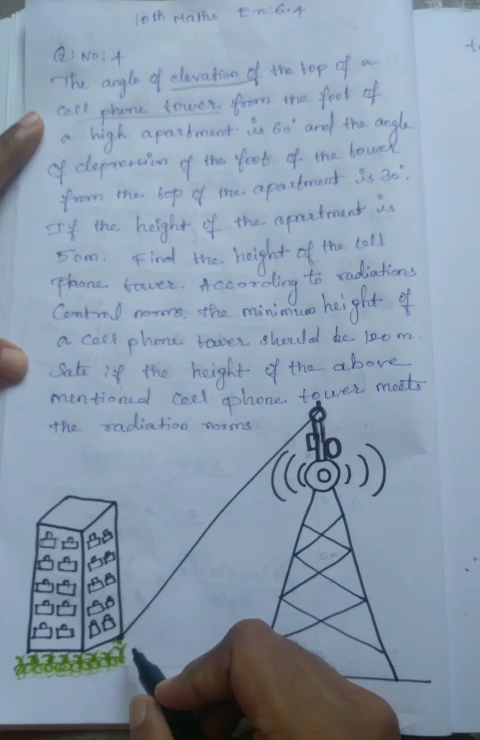 10th Maths Ex:6.4
Q: No: 4
The angle of elevation of the top of a
cell phone tower from the foot of
a high apartment is 60° and the angle
of depression of the foot of the tower
from the top of the apartment is 30°.
If the height of the apartment is
50m. Find the height of the cell
phone tower. According to radiations
Control norms, the minimum height of
a cell phone tower should be 120 m.
Sate if the height of the above
mentioned cell phone tower meets
the radiation norms